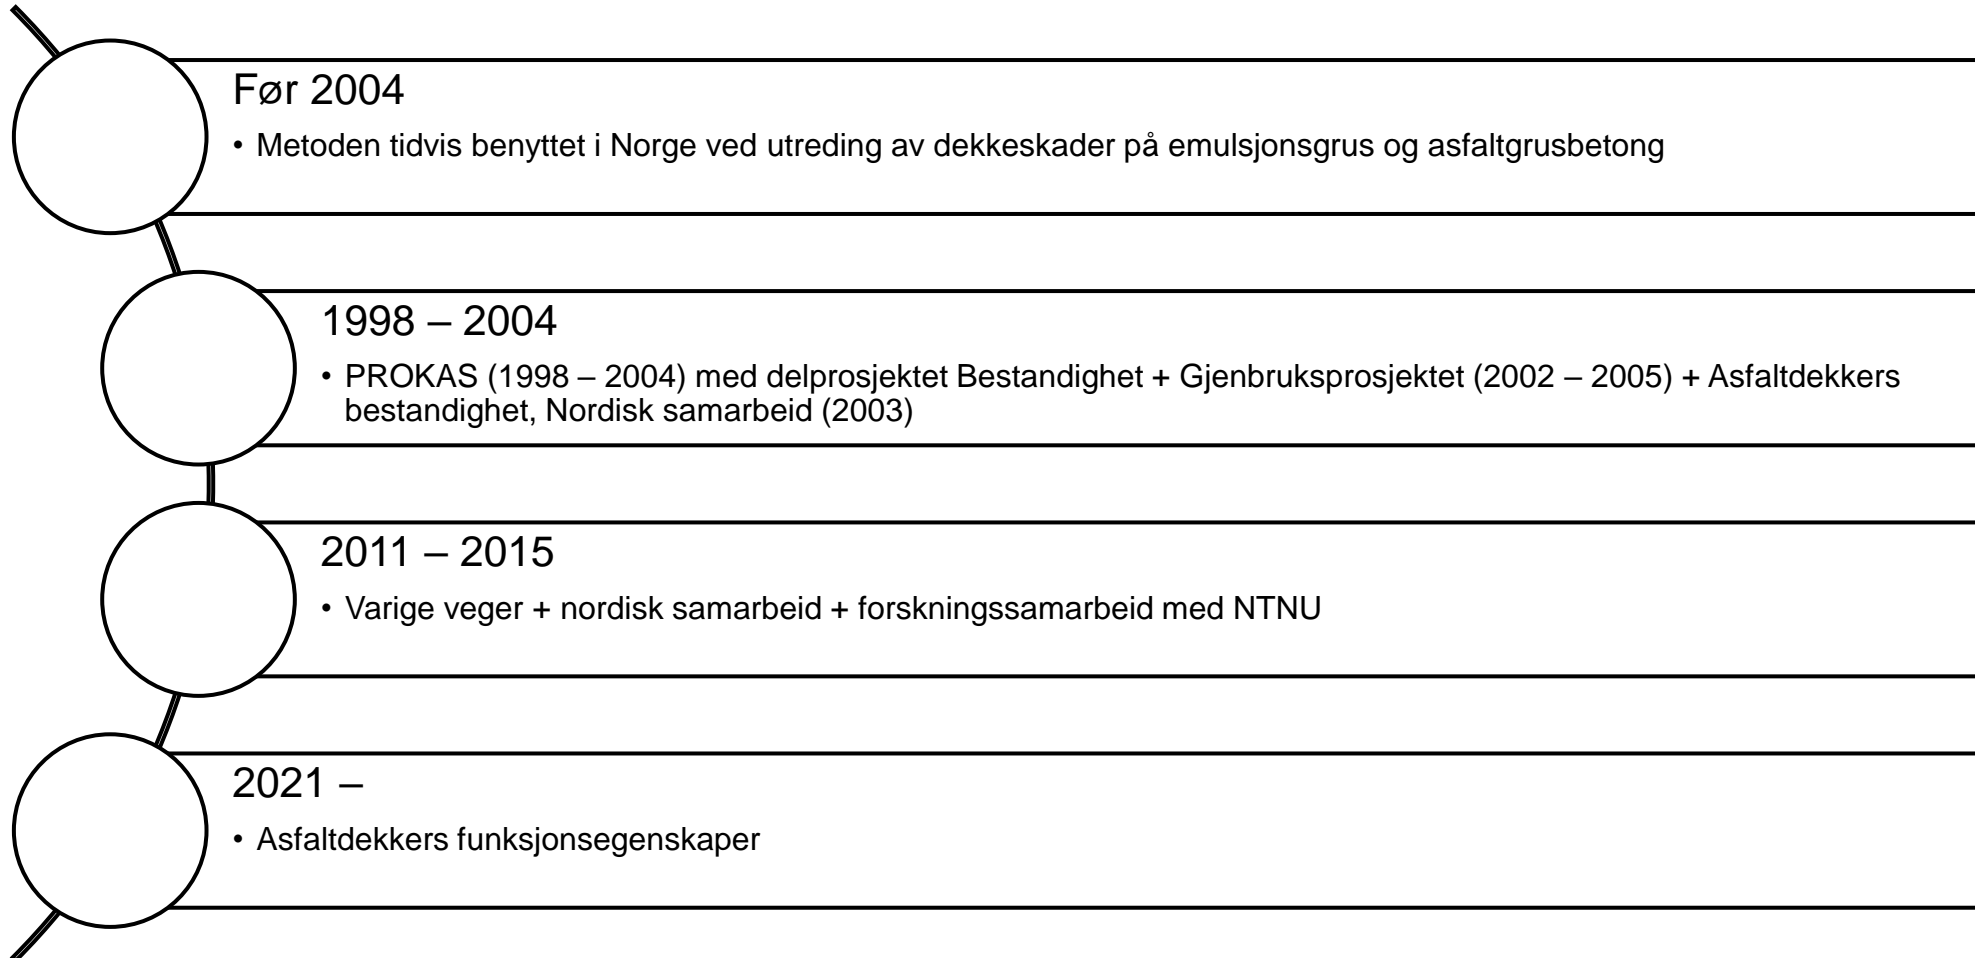 Før 2004
• Metoden tidvis benyttet i Norge ved utreding av dekkeskader på emulsjonsgrus og asfaltgrusbetong
1998 – 2004
• PROKAS (1998 – 2004) med delprosjektet Bestandighet + Gjenbruksprosjektet (2002 – 2005) + Asfaltdekkers
bestandighet, Nordisk samarbeid (2003)
2011 – 2015
• Varige veger + nordisk samarbeid + forskningssamarbeid med NTNU
2021 –
• Asfaltdekkers funksjonsegenskaper